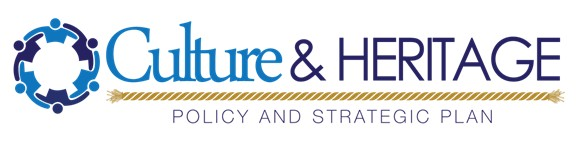 Culture & HERITAGE
POLICY AND STRATEGIC PLAN